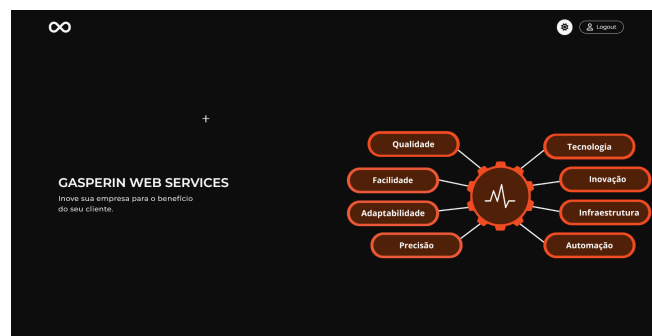 Logout
GASPERIN WEB SERVICES
Inove sua empresa para o benefício
do seu cliente.
Qualidade
Facilidade
Adaptabilidade
Precisão
Tecnologia
Inovação
Infraestrutura
Automação